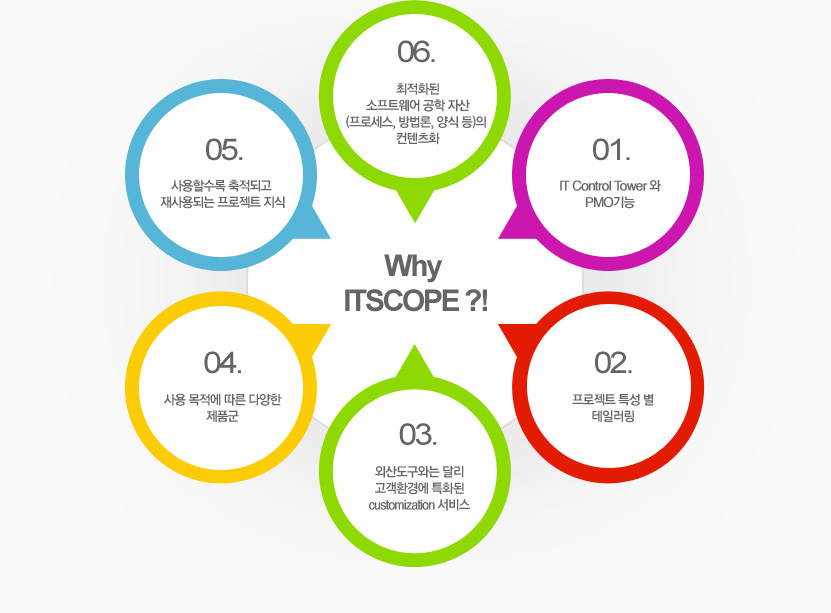 06.
최적화된
소프트웨어 공학 자산
(프로세스, 방법론, 양식 등)의
컨텐츠화
05.
사용할수록 축적되고
재사용되는 프로젝트 지식
01.
IT Control Tower 와
PMO기능
Why
ITSCOPE ?!
04.
사용 목적에 따른 다양한
제품군
02.
프로젝트 특성 별
테일러링
03.
외산도구와는 달리
고객환경에 특화된
customization 서비스